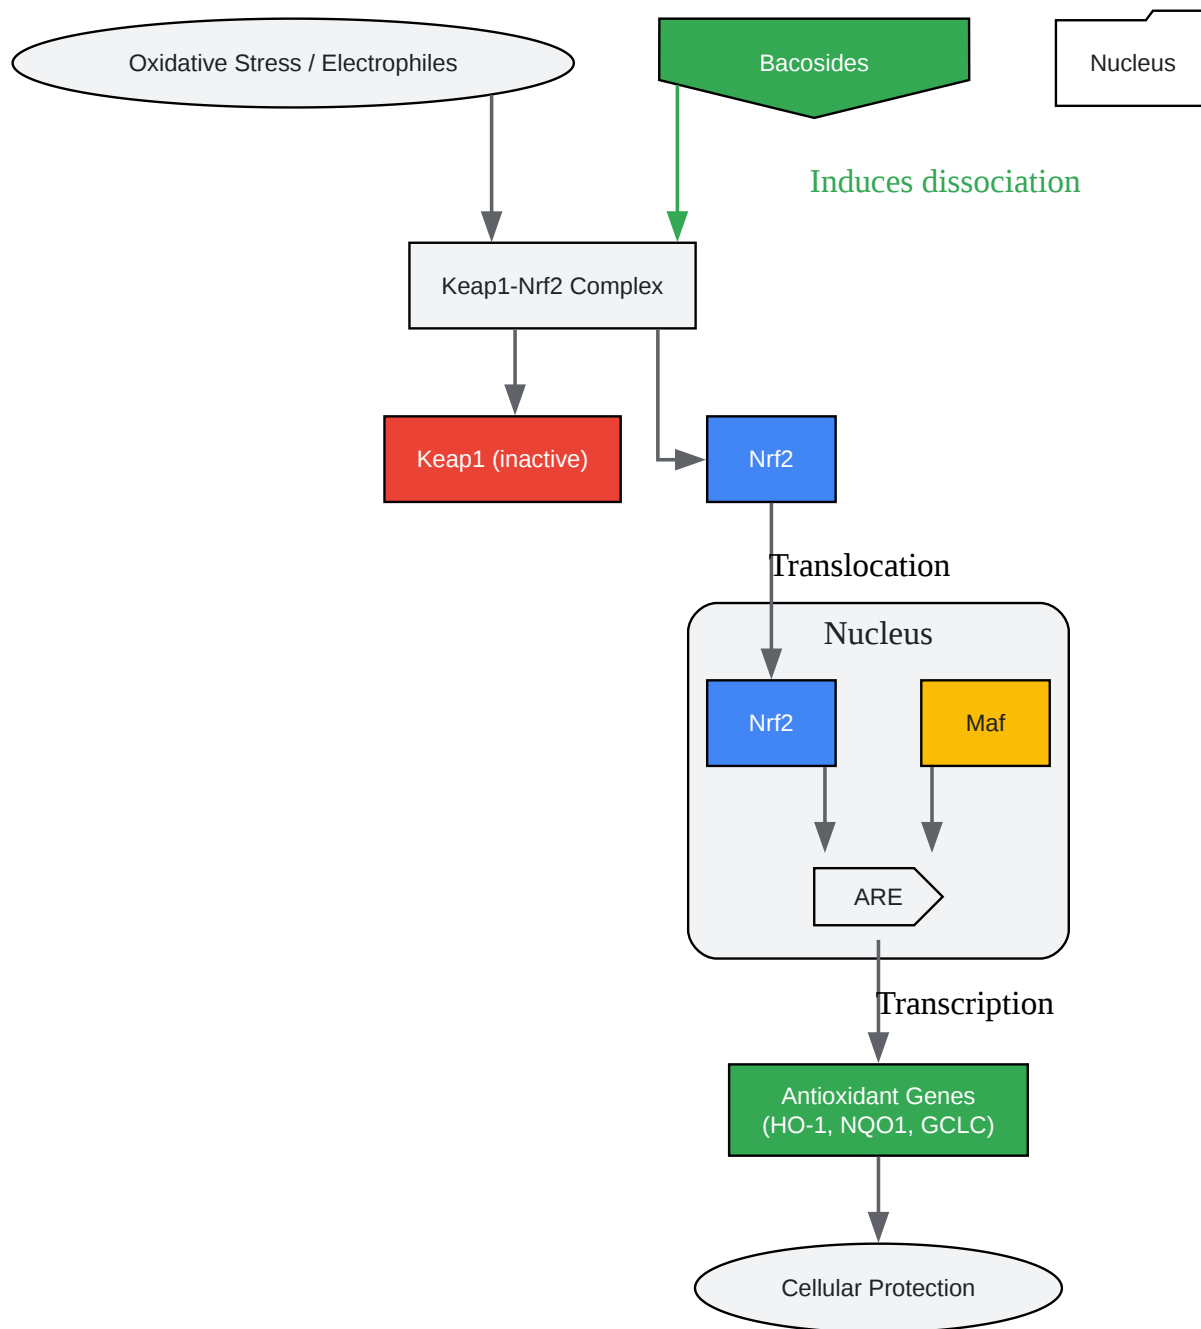 Oxidative Stress / Electrophiles
Bacosides
Nucleus
Induces dissociation
Keap1-Nrf2 Complex
Keap1 (inactive)
Nrf2
Translocation
Nucleus
Nrf2
Maf
ARE
Transcription
Antioxidant Genes
(HO-1, NQO1, GCLC)
Cellular Protection